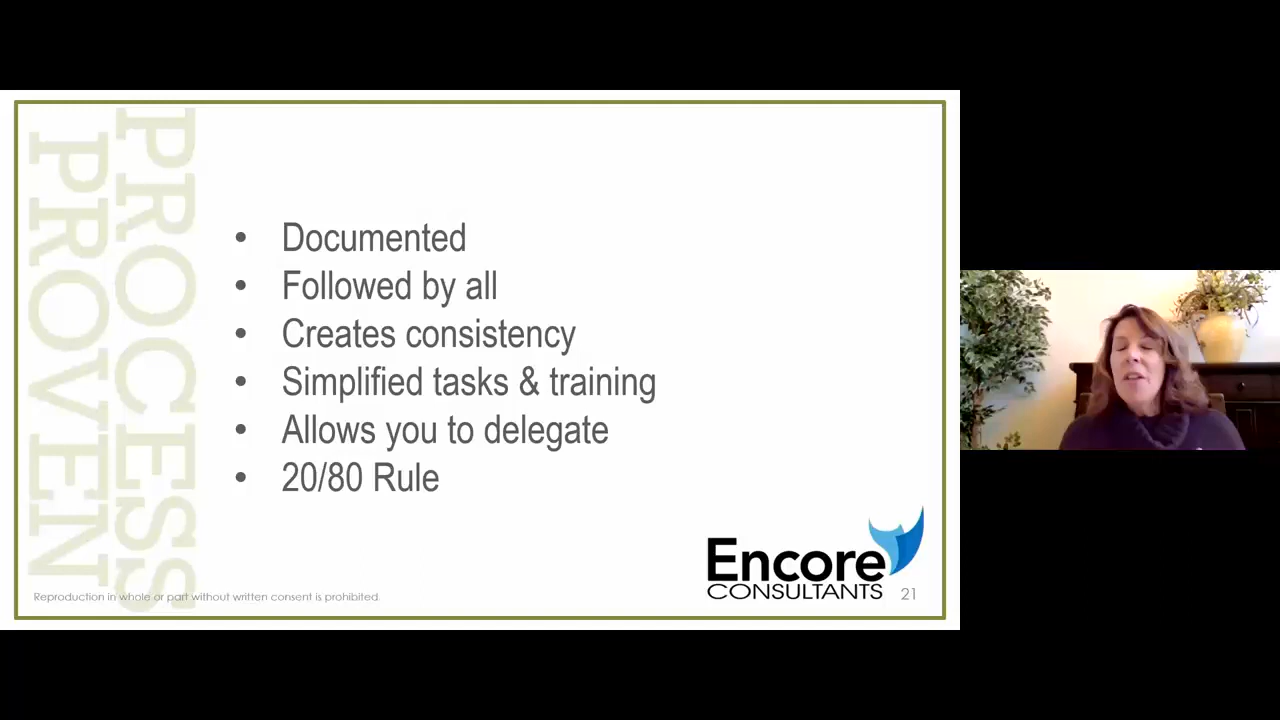 PROVEN
PROCESS
• Documented
• Followed by all
• Creates consistency
• Simplified tasks & training
• Allows you to delegate
• 20/80 Rule
Encore
CONSULTANTS
Reproduction in whole or part without written consent is prohibited.
21